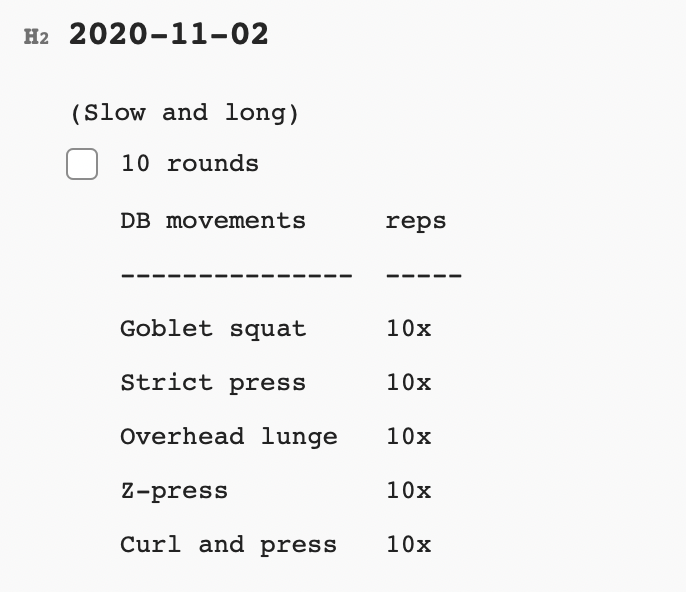 H2 2020-11-02
(Slow and long)
10 rounds
DB movements reps
--------------- -----
Goblet squat 10x
Strict press 10x
Overhead lunge 10x
Z-press 10x
Curl and press 10x